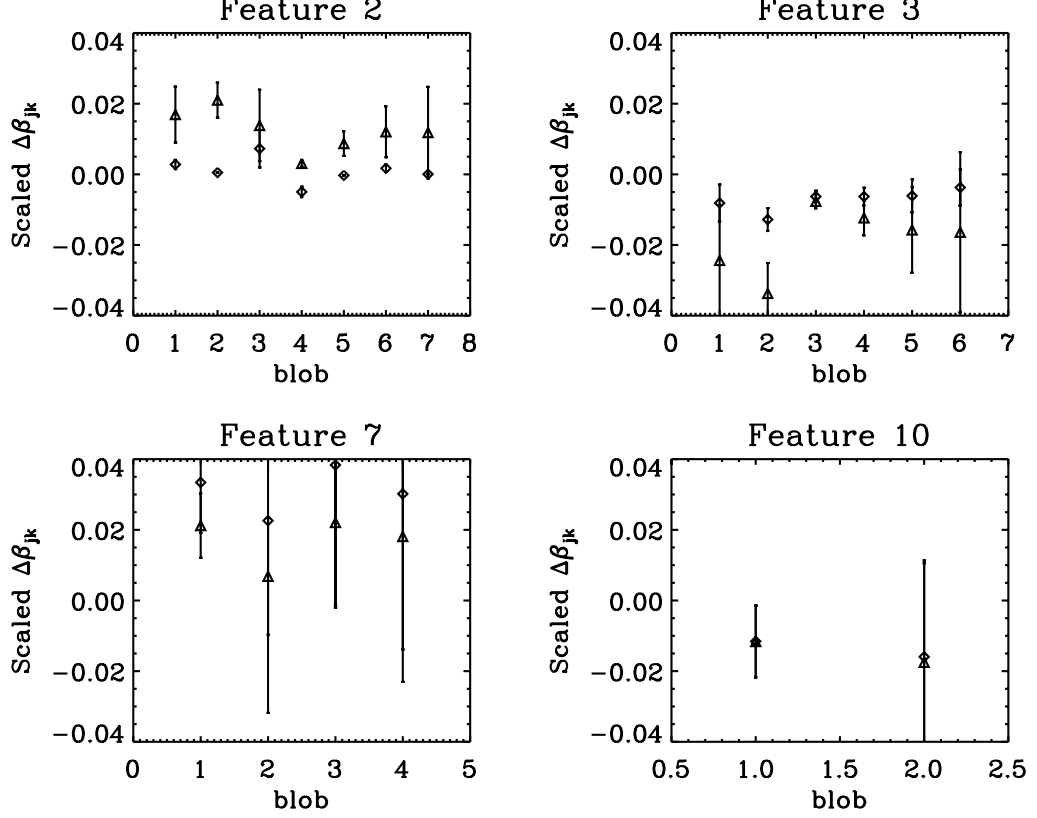 Feature 2
Scaled Δβjk
0.04
0.02
0.00
−0.02
−0.04
0 1 2 3 4 5 6 7 8
blob
Feature 3
Scaled Δβjk
0.04
0.02
0.00
−0.02
−0.04
0 1 2 3 4 5 6 7
blob
Feature 7
Scaled Δβjk
0.04
0.02
0.00
−0.02
−0.04
0 1 2 3 4 5
blob
Feature 10
Scaled Δβjk
0.04
0.02
0.00
−0.02
−0.04
0.5 1.0 1.5 2.0 2.5
blob